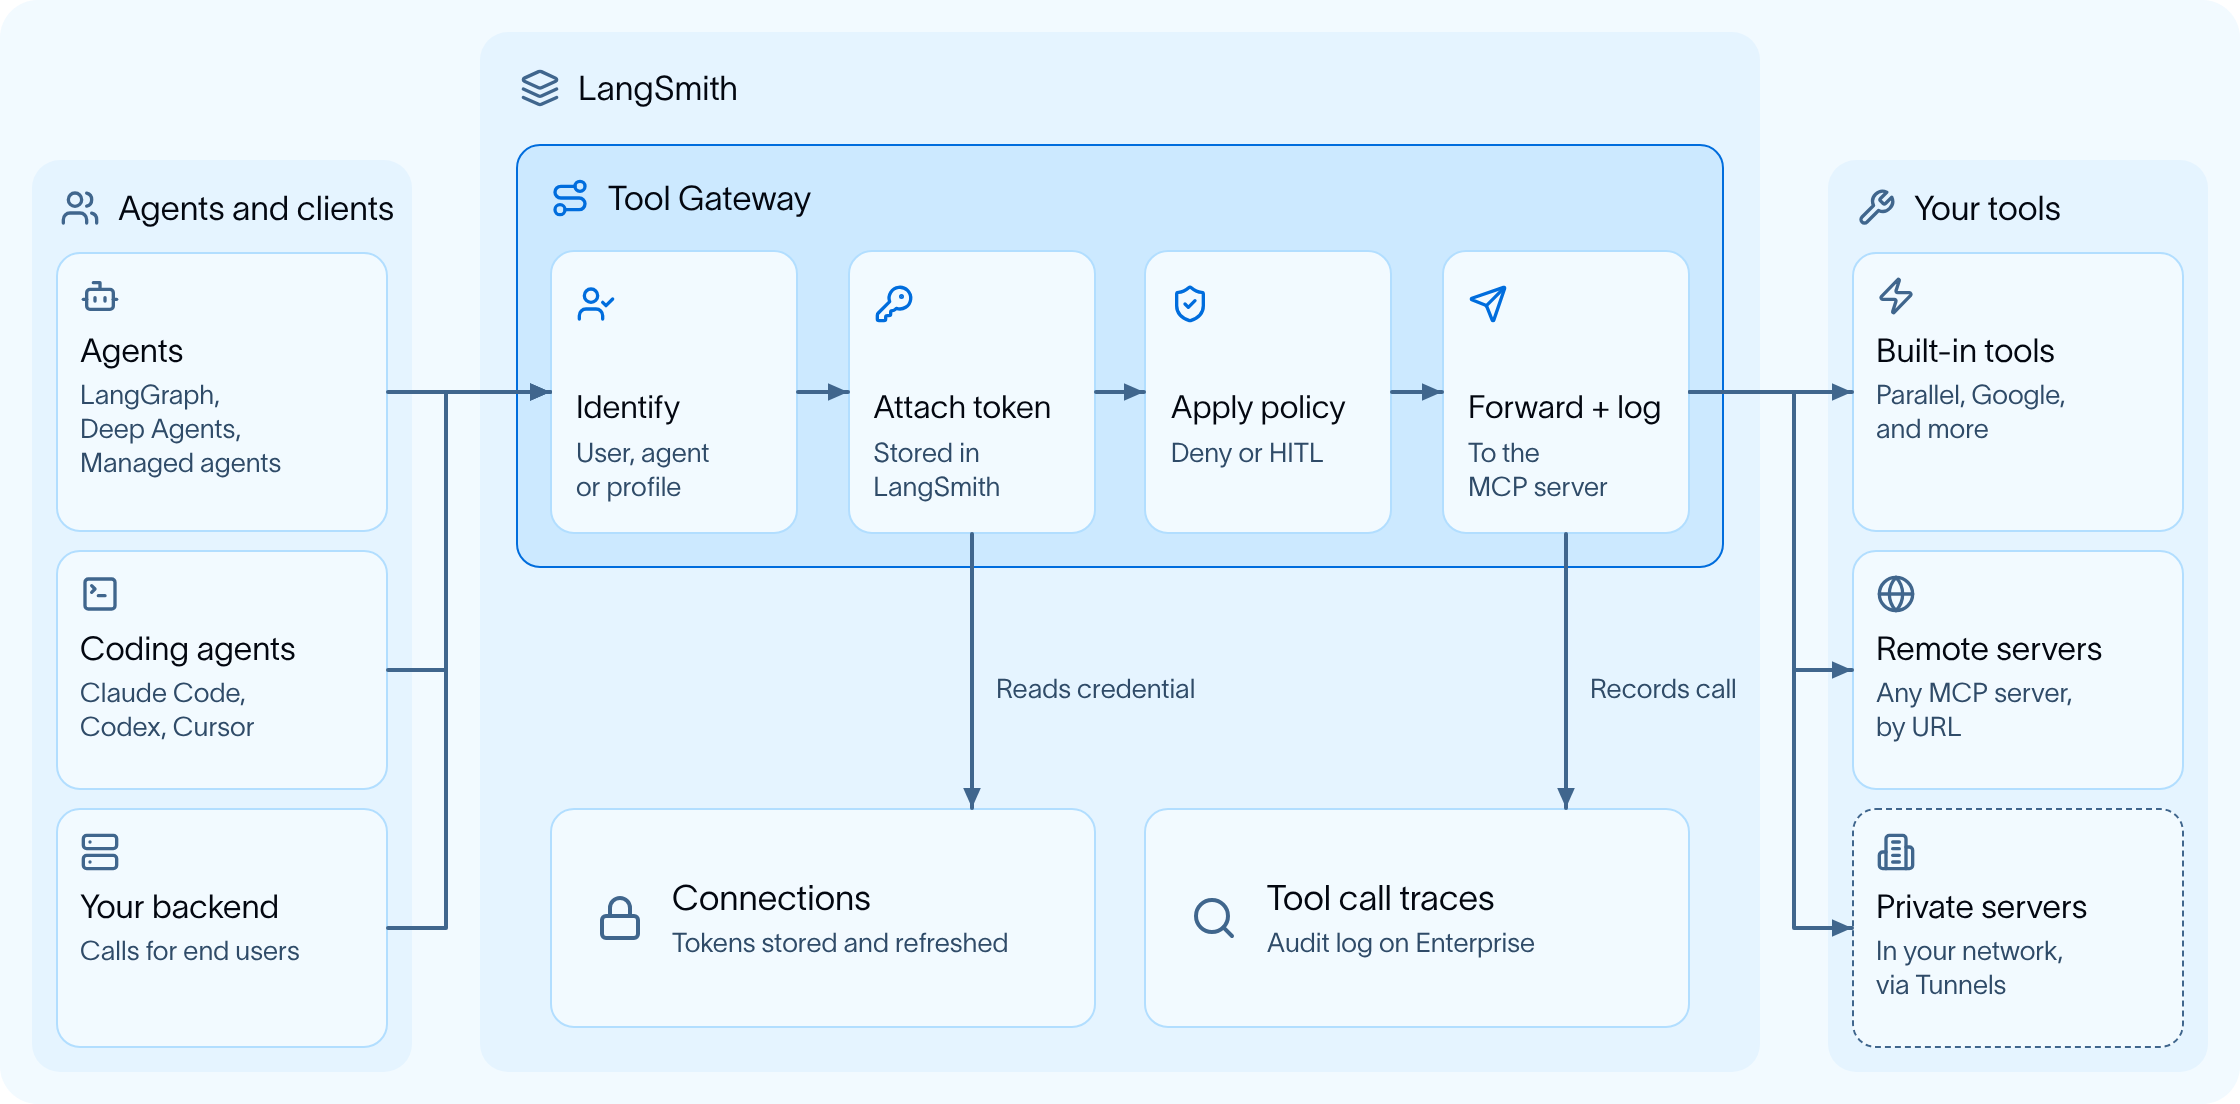 LangSmith
Tool Gateway
Agents and clients
Your tools
Agents
LangGraph,
Deep Agents,
Managed agents
Coding agents
Claude Code,
Codex, Cursor
Your backend
Calls for end users
Identify
User, agent
or profile
Attach token
Stored in
LangSmith
Apply policy
Deny or HITL
Forward + log
To the
MCP server
Reads credential
Records call
Connections
Tokens stored and refreshed
Tool call traces
Audit log on Enterprise
Built-in tools
Parallel, Google,
and more
Remote servers
Any MCP server,
by URL
Private servers
In your network,
via Tunnels